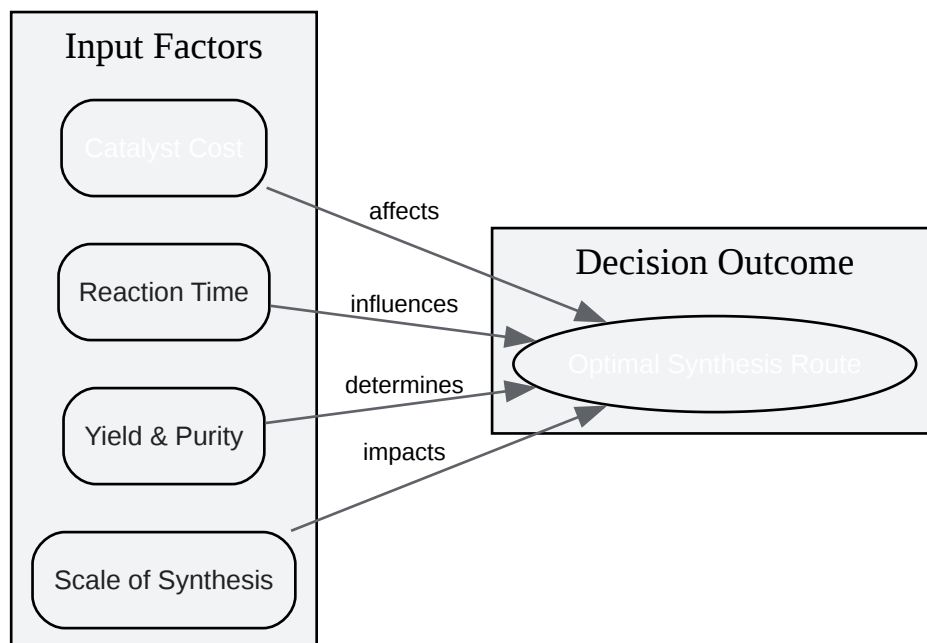 Input Factors
Catalyst Cost
affects
Decision Outcome
Reaction Time
influences
Optimal Synthesis Route
determines
Yield & Purity
impacts
Scale of Synthesis